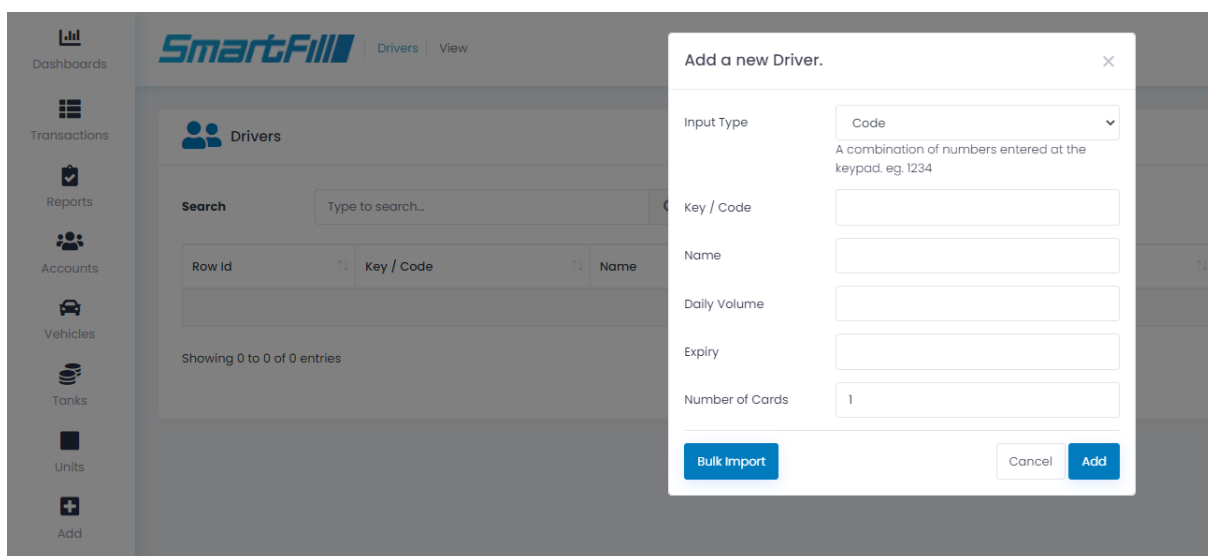 Dashboards
Transactions
Reports
Accounts
Vehicles
Tanks
Units
Add
SmartFill
Drivers View
Drivers
Search Type to search...
Row Id Key / Code Name
Showing 0 to 0 of 0 entries
Add a new Driver. ×
Input Type Code
A combination of numbers entered at the
keypad. eg. 1234
Key / Code
Name
Daily Volume
Expiry
Number of Cards 1
Bulk Import Cancel Add